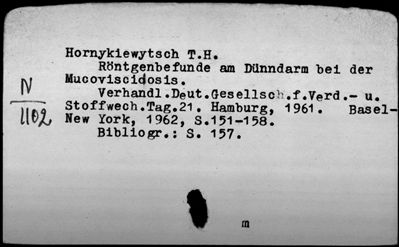 Hornykiewytsch T.H.
Röntgenbefunde am Dünndarm bei der
Mucoviscidosis.
Verhandl.Deut.Gesellsch.f.Verd.- u.
Stoffwech.Tag.21. Hamburg, 1961. Basel-
New York, 1962, S.151-158.
Bibliogr.: S. 157.
N
1102
m